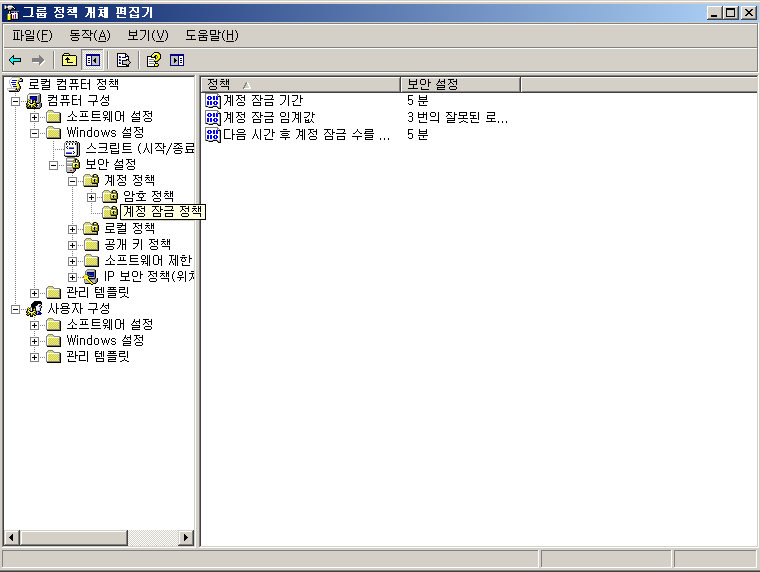 그룹 정책 개체 편집기
파일(F) 동작(A) 보기(V) 도움말(H)
로컬 컴퓨터 정책
컴퓨터 구성
소프트웨어 설정
Windows 설정
스크립트 (시작/종료
보안 설정
계정 정책
암호 정책
계정 잠금 정책
로컬 정책
공개 키 정책
소프트웨어 제한
IP 보안 정책(위치
관리 템플릿
사용자 구성
소프트웨어 설정
Windows 설정
관리 템플릿
정책 보안 설정
계정 잠금 기간 5 분
계정 잠금 임계값 3 번의 잘못된 로...
다음 시간 후 계정 잠금 수를 ... 5 분